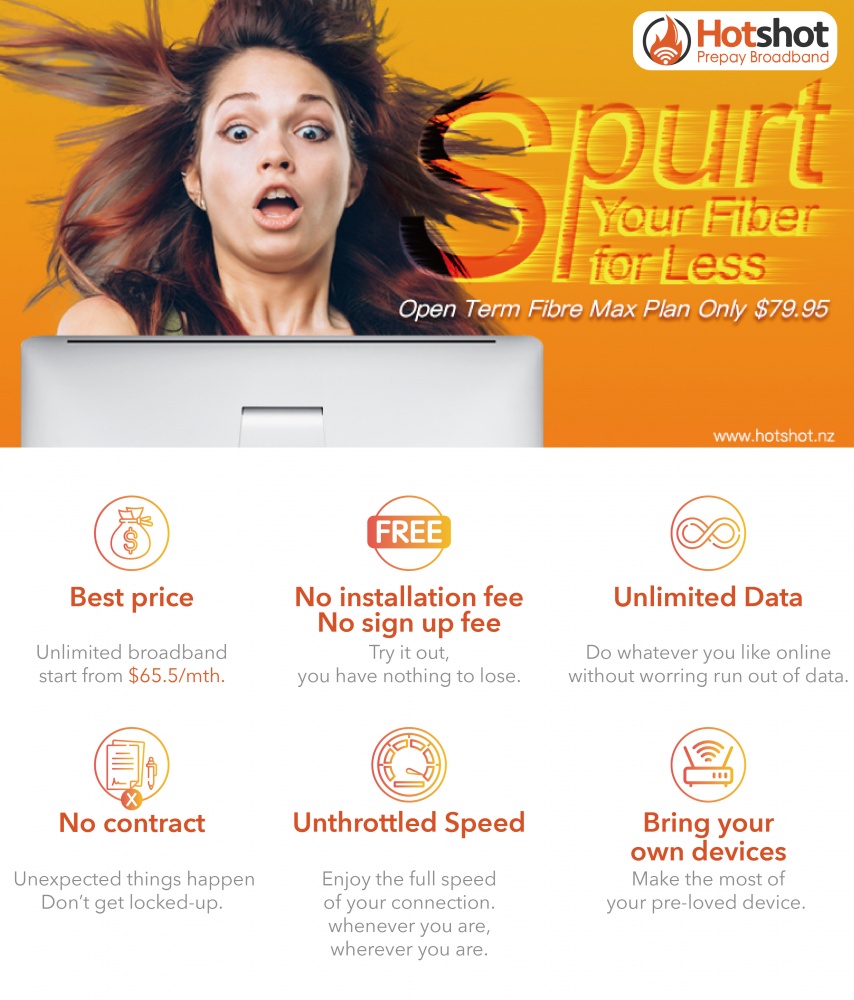 Hotshot
Prepay Broadband
Spurt
Your Fiber
for Less
Open Term Fibre Max Plan Only $79.95
www.hotshot.nz
$
Best price
Unlimited broadband
start from $65.5/mth.
FREE
No installation fee
No sign up fee
Try it out,
you have nothing to lose.
Unlimited Data
Do whatever you like online
without worring run out of data.
X
No contract
Unexpected things happen
Don't get locked-up.
Unthrottled Speed
Enjoy the full speed
of your connection.
whenever you are,
wherever you are.
Bring your
own devices
Make the most of
your pre-loved device.